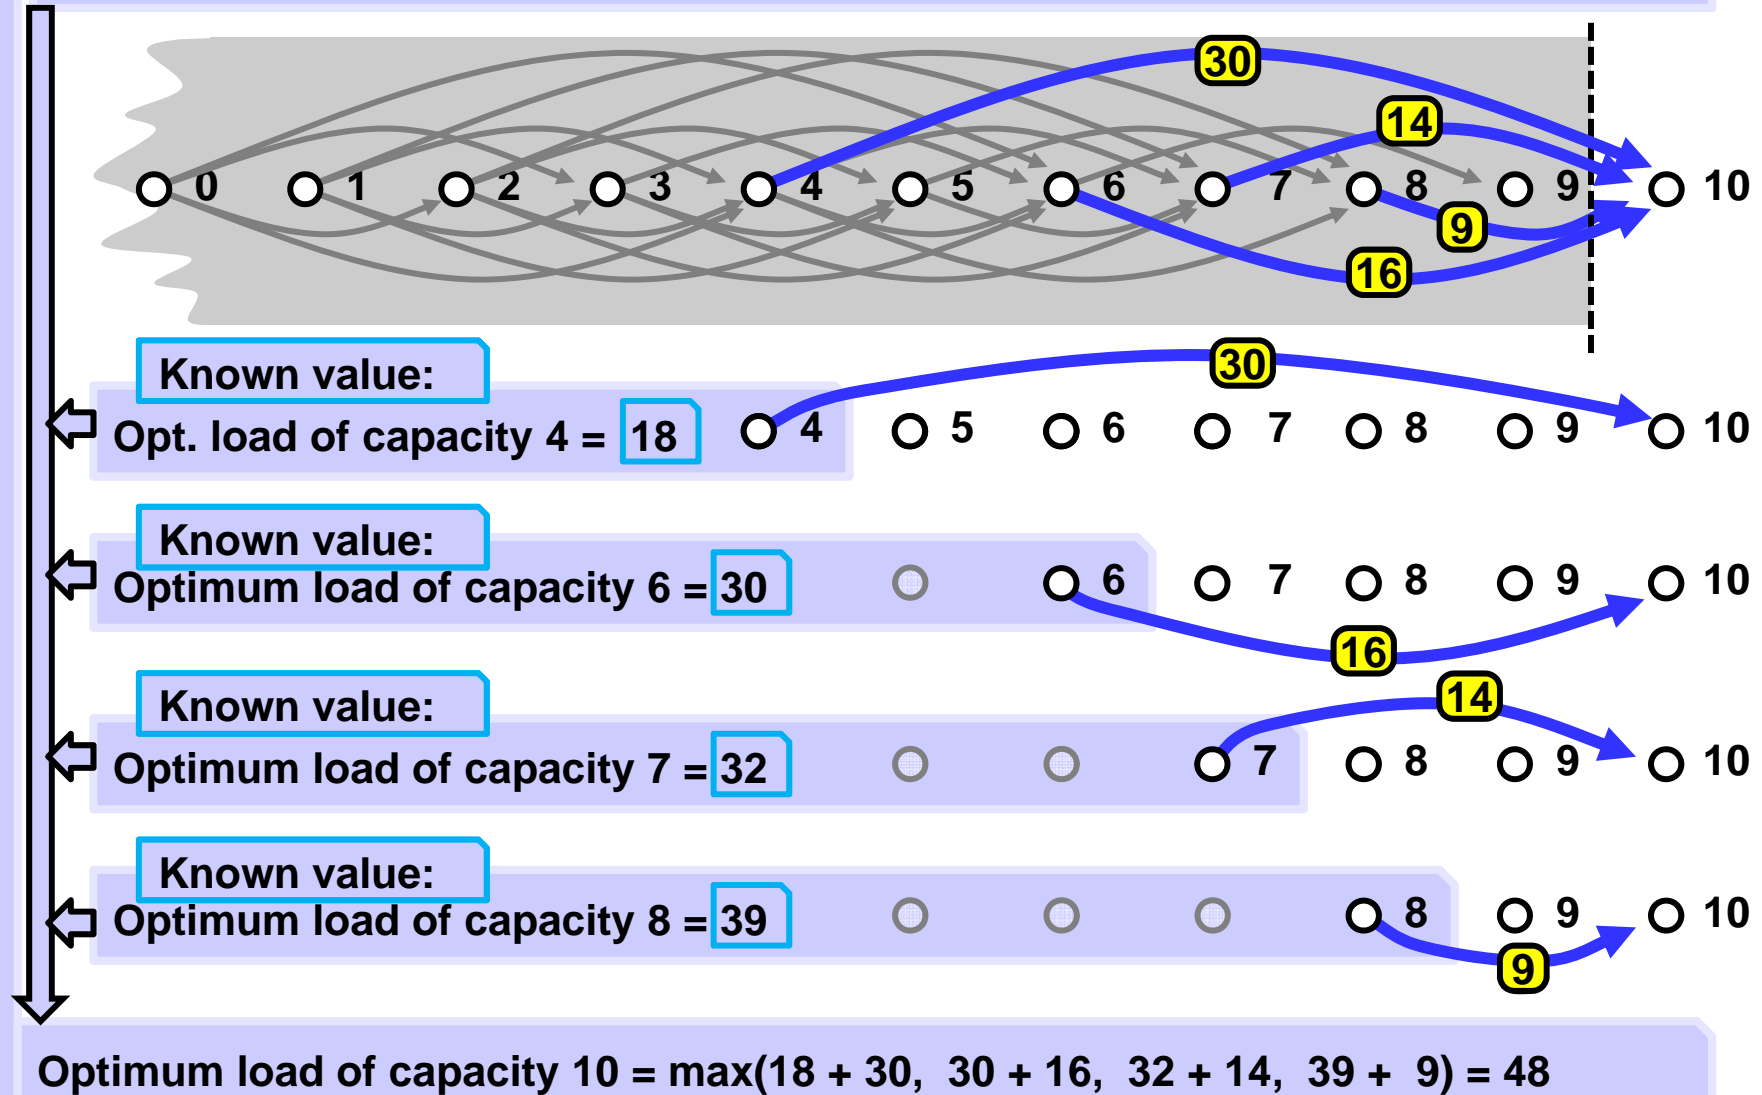 30
14
0 1 2 3 4 5 6 7 8 9 10
9
16
Known value:
30
Opt. load of capacity 4 = 18 4 5 6 7 8 9 10
Known value:
Optimum load of capacity 6 = 30 6 7 8 9 10
16
Known value:
14
Optimum load of capacity 7 = 32 7 8 9 10
Known value:
Optimum load of capacity 8 = 39 8 9 10
9
Optimum load of capacity 10 = max(18 + 30, 30 + 16, 32 + 14, 39 + 9) = 48